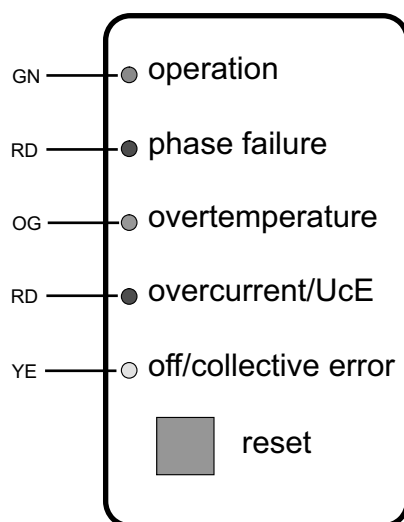 GN operation
RD phase failure
OG overtemperature
RD overcurrent/UcE
YE off/collective error
reset